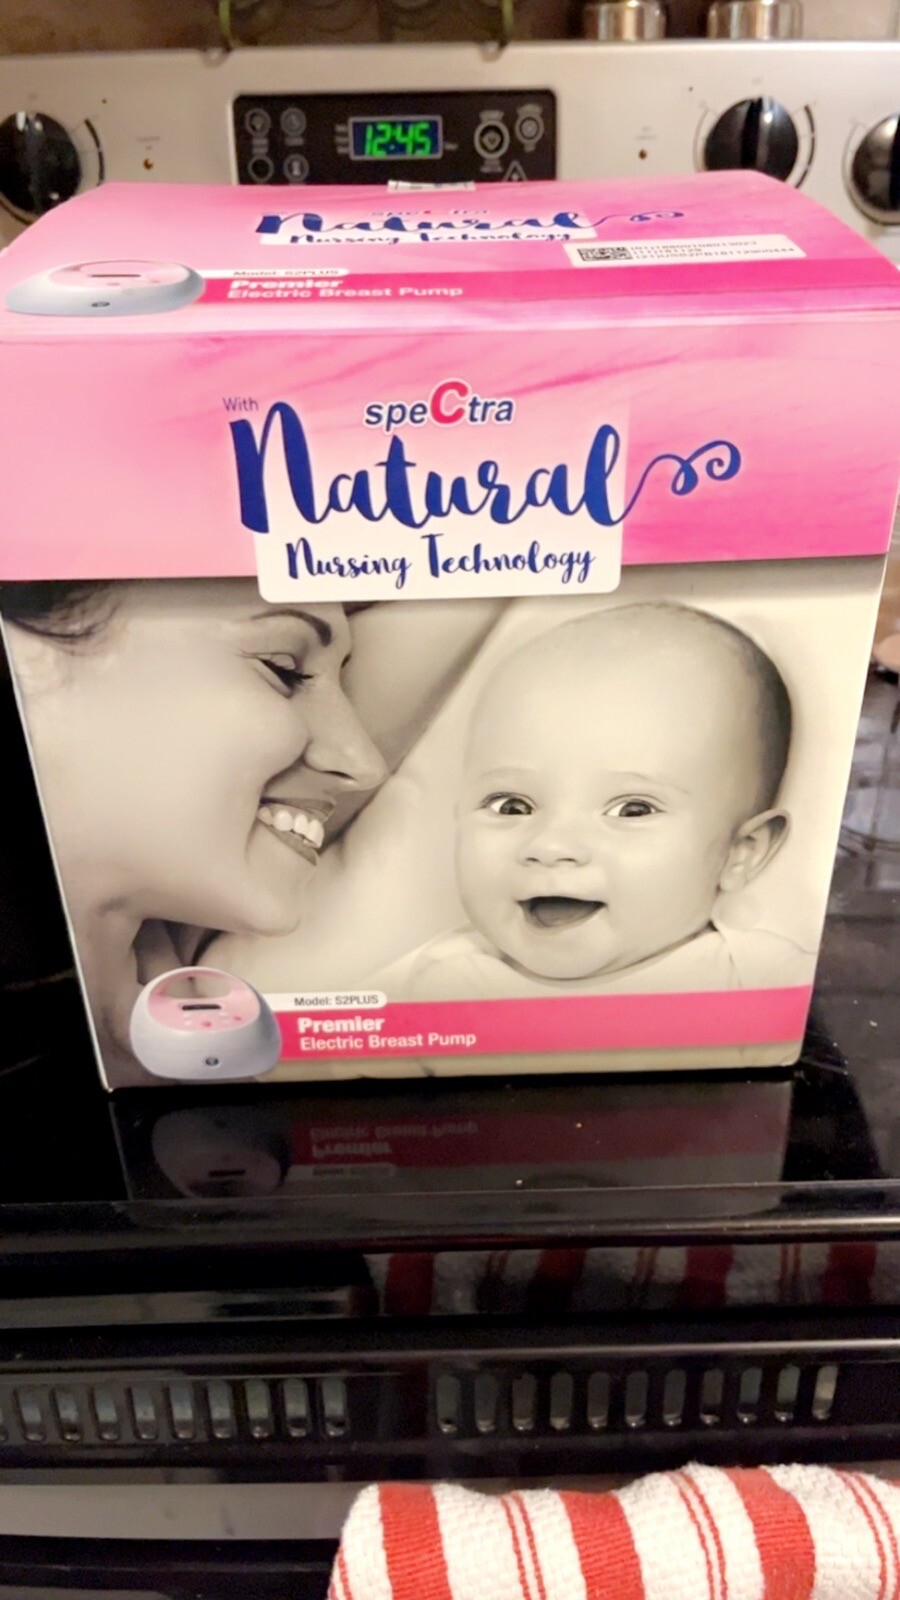 12:45
speCtra
Natural
Nursing Technology
Model: S2PLUS
Premier
Electric Breast Pump
With
speCtra
Natural
Nursing Technology
Model: S2PLUS
Premier
Electric Breast Pump